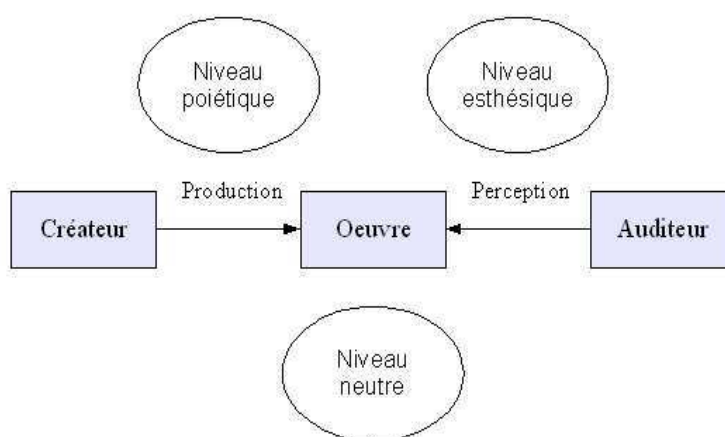 Niveau
poiétique
Niveau
esthésique
Production
Perception
Créateur
Oeuvre
Auditeur
Niveau
neutre